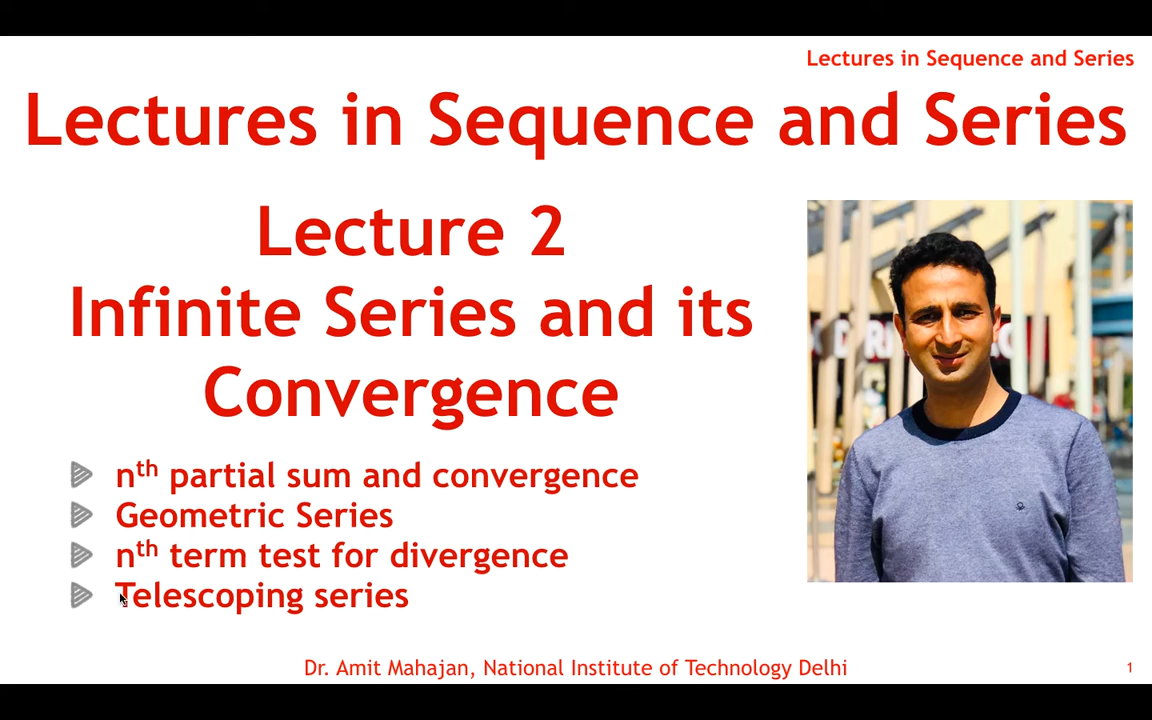 Lectures in Sequence and Series
Lectures in Sequence and Series
Lecture 2
Infinite Series and its
Convergence
nth partial sum and convergence
Geometric Series
nth term test for divergence
Telescoping series
Dr. Amit Mahajan, National Institute of Technology Delhi
1